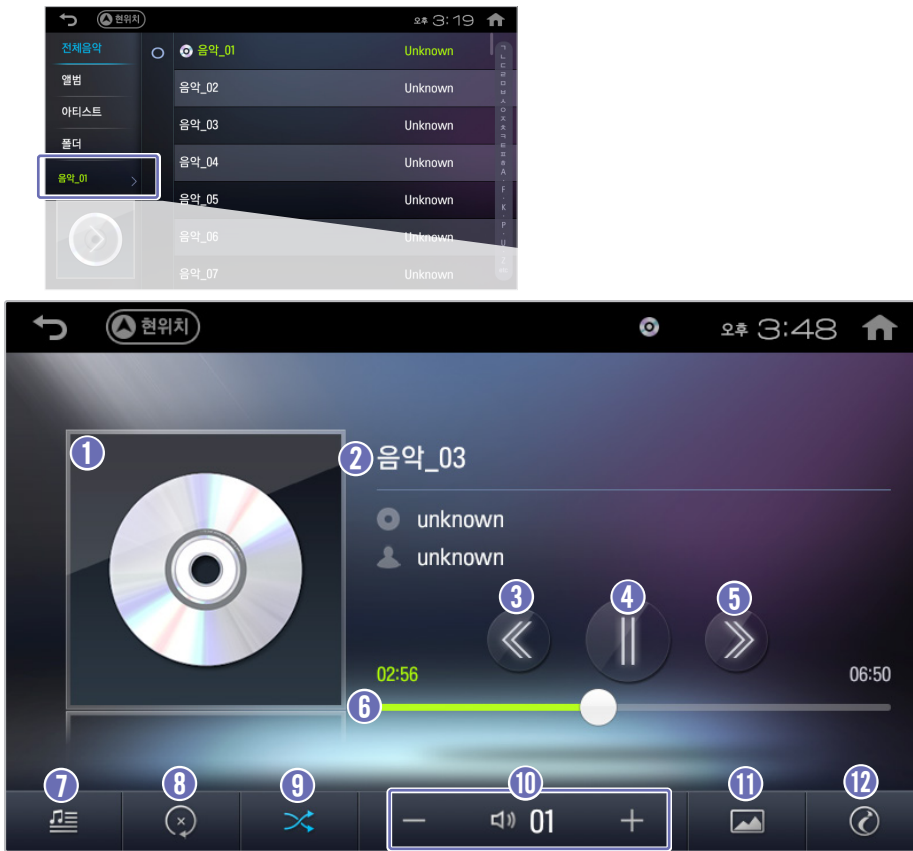 현위치
오후 3:19
전체음악
음악_01 Unknown
앨범
음악_02 Unknown
아티스트
음악_03 Unknown
폴더
음악_04 Unknown
음악_01
음악_05 Unknown
음악_06 Unknown
음악_07 Unknown
ㄱ
ㄴ
ㄷ
ㄹ
ㅁ
ㅂ
ㅅ
ㅇ
ㅈ
ㅊ
ㅋ
ㅌ
ㅍ
ㅎ
A
F
K
P
U
Z
현위치
오후 3:48
1
2 음악_03
unknown
unknown
3 4 5
02:56 06:50
6
7 8 9 10 11 12
01